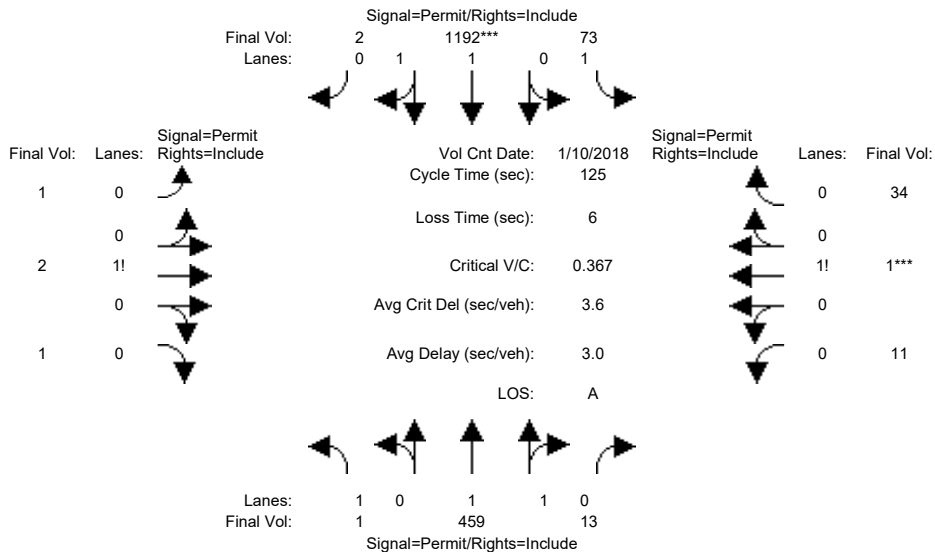 Signal=Permit/Rights=Include
Final Vol: 2 1192*** 73
Lanes: 0 1 1 0 1
Signal=Permit
Final Vol: Lanes: Rights=Include
Vol Cnt Date: 1/10/2018
Signal=Permit
Rights=Include Lanes: Final Vol:
Cycle Time (sec): 125
1 0
0 34
Loss Time (sec): 6
0
0
2 1!
Critical V/C: 0.367
1! 1***
0
Avg Crit Del (sec/veh): 3.6
0
1 0
Avg Delay (sec/veh): 3.0
0 11
LOS: A
Lanes: 1 0 1 1 0
Final Vol: 1 459 13
Signal=Permit/Rights=Include